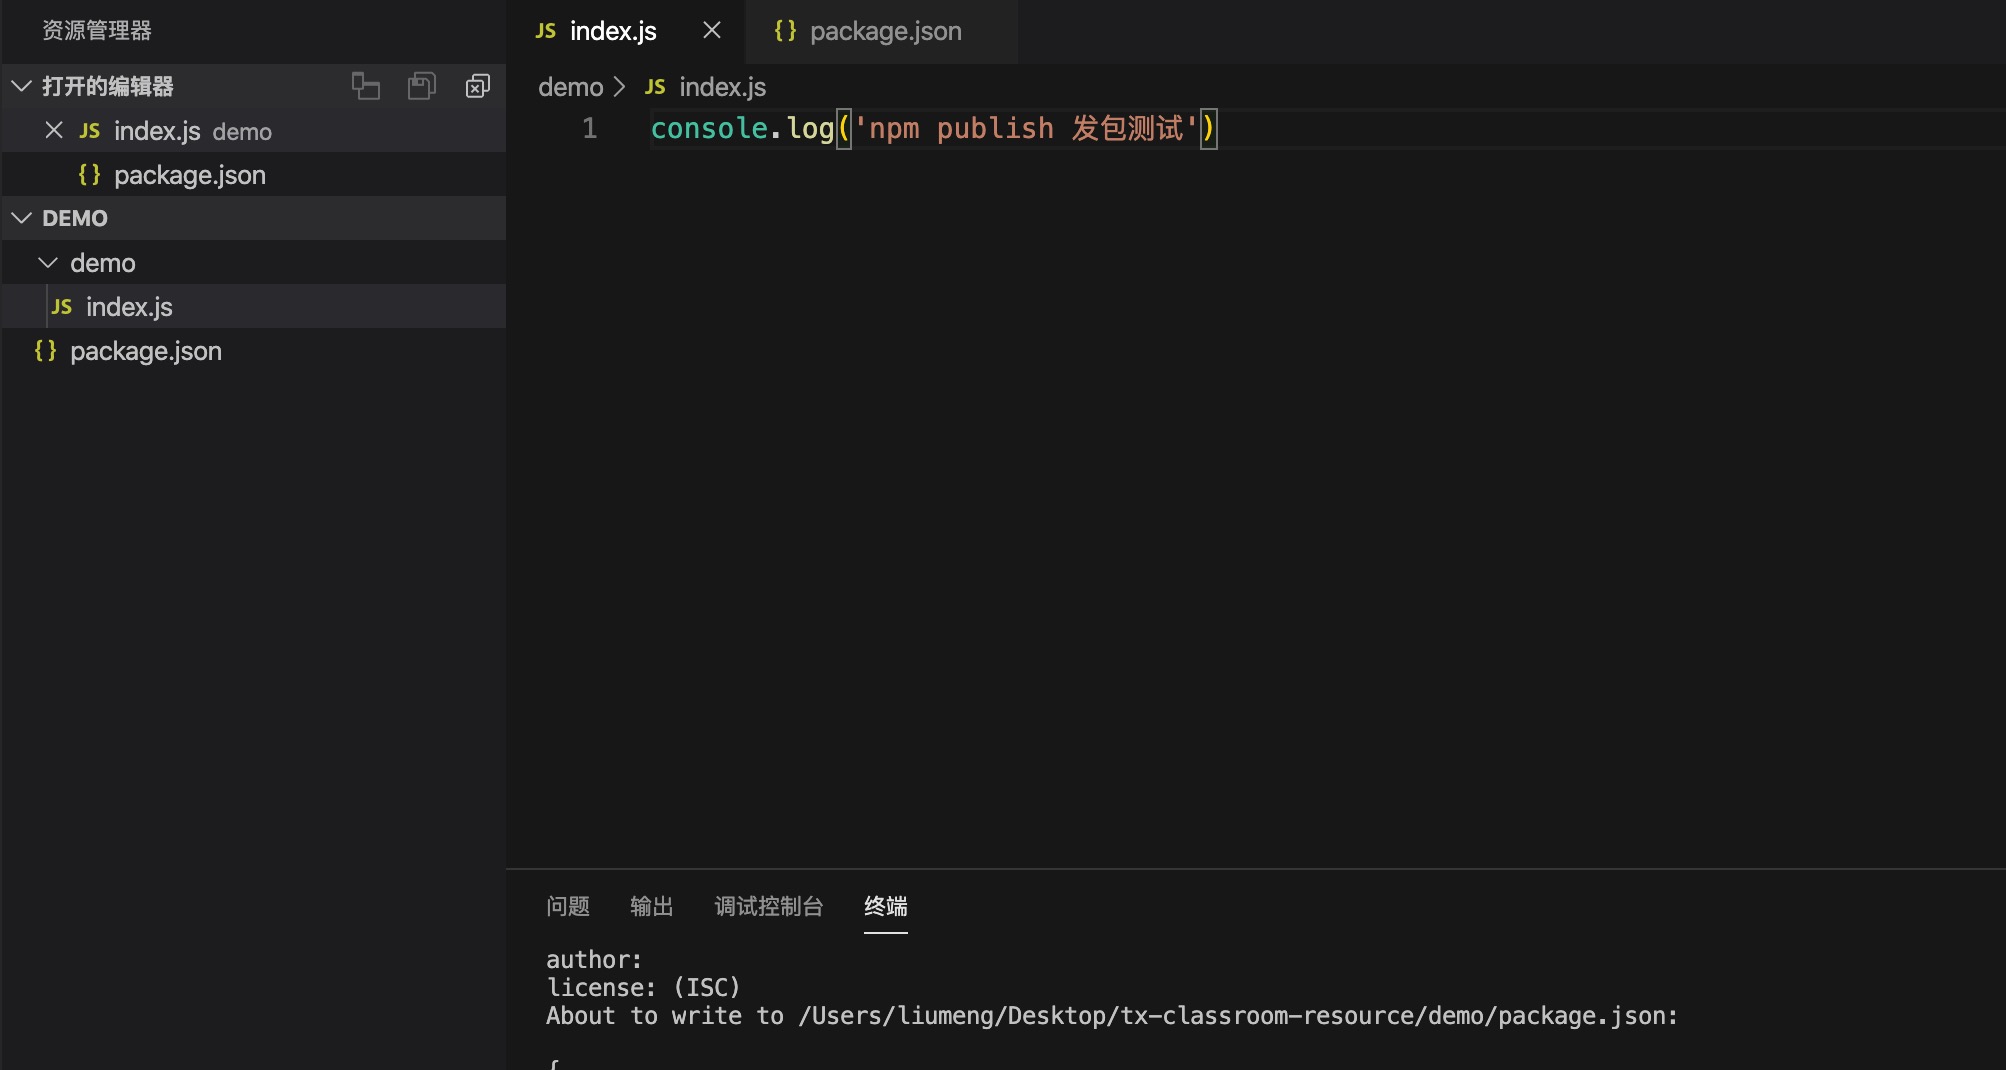 资源管理器
打开的编辑器
JS index.js demo
{} package.json
DEMO
demo
JS index.js
{} package.json
JS index.js
{} package.json
demo > JS index.js
1 console.log('npm publish 发包测试')
问题 输出 调试控制台 终端
author:
license: (ISC)
About to write to /Users/liumeng/Desktop/tx-classroom-resource/demo/package.json:
{